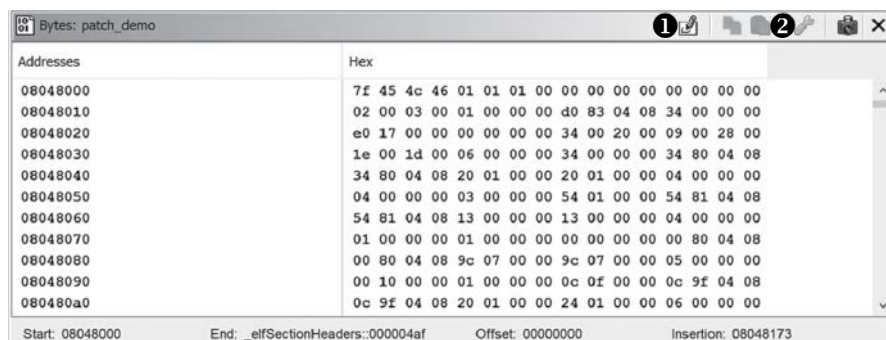 Bytes: patch_demo ❶ ❷
Addresses Hex
08048000 7f 45 4c 46 01 01 01 00 00 00 00 00 00 00 00 00
08048010 02 00 03 00 01 00 00 00 d0 83 04 08 34 00 00 00
08048020 e0 17 00 00 00 00 00 00 34 00 20 00 09 00 28 00
08048030 1e 00 1d 00 06 00 00 00 34 00 00 00 34 80 04 08
08048040 34 80 04 08 20 01 00 00 20 01 00 00 04 00 00 00
08048050 04 00 00 00 03 00 00 00 54 01 00 00 54 81 04 08
08048060 54 81 04 08 13 00 00 00 13 00 00 00 04 00 00 00
08048070 01 00 00 00 01 00 00 00 00 00 00 00 00 80 04 08
08048080 00 80 04 08 9c 07 00 00 9c 07 00 00 05 00 00 00
08048090 00 10 00 00 01 00 00 00 0c 0f 00 00 0c 9f 04 08
080480a0 0c 9f 04 08 20 01 00 00 24 01 00 00 06 00 00 00
Start: 08048000 End: _elfSectionHeaders::000004af Offset: 00000000 Insertion: 08048173